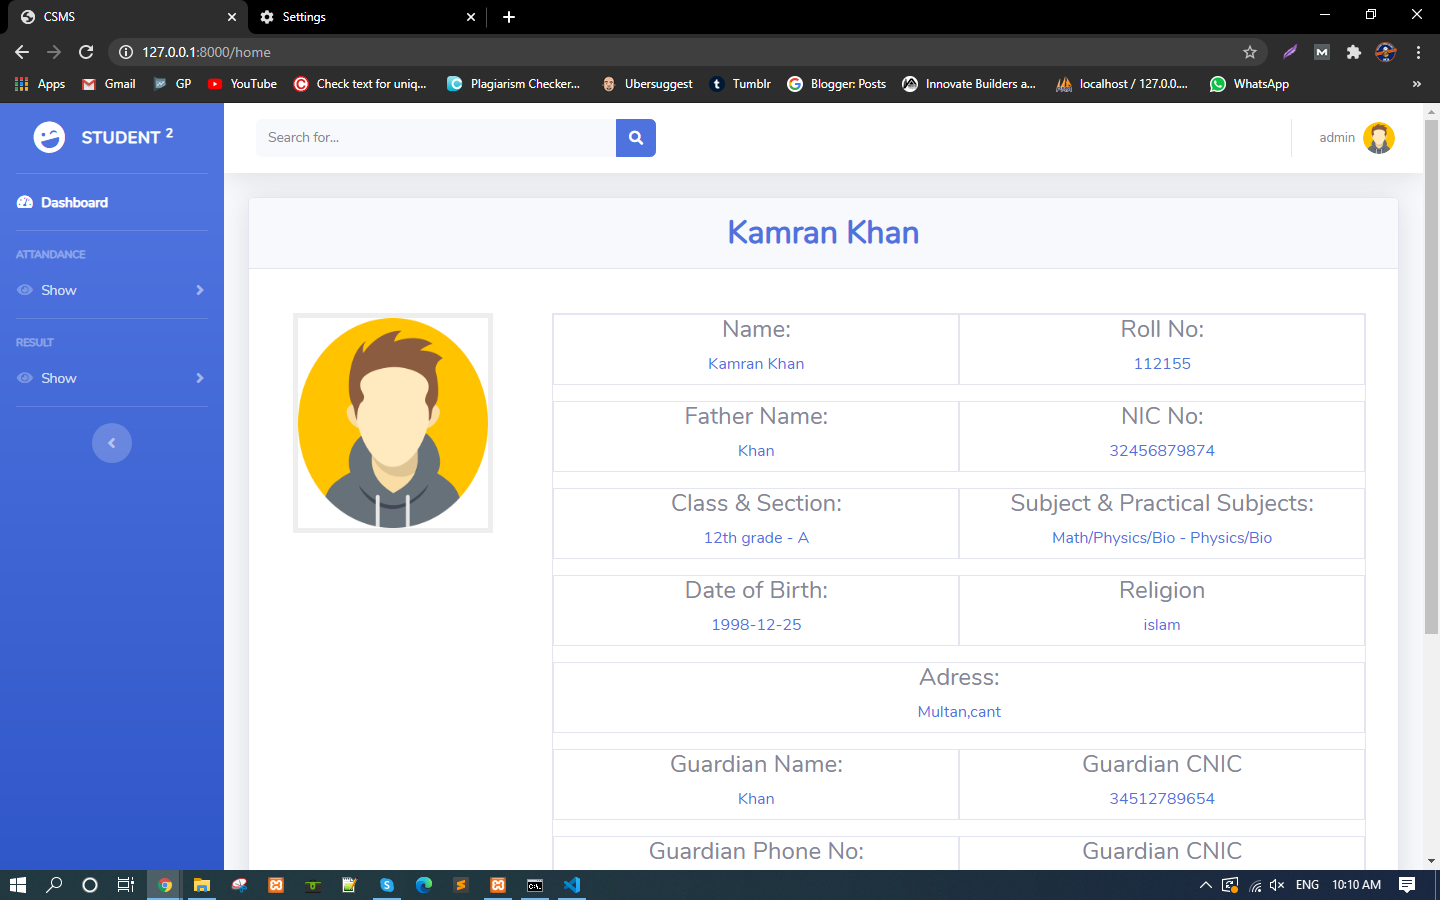 CSMS
Settings
127.0.0.1:8000/home
Apps
Gmail
GP
YouTube
Check text for uniq...
Plagiarism Checker...
Ubersuggest
Tumblr
Blogger: Posts
Innovate Builders a...
localhost / 127.0.0....
WhatsApp
»
STUDENT 2
Search for...
admin
Dashboard
ATTANDANCE
Show
RESULT
Show
Kamran Khan
Name:
Kamran Khan
Roll No:
112155
Father Name:
Khan
NIC No:
32456879874
Class & Section:
12th grade - A
Subject & Practical Subjects:
Math/Physics/Bio - Physics/Bio
Date of Birth:
1998-12-25
Religion
islam
Adress:
Multan,cant
Guardian Name:
Khan
Guardian CNIC
34512789654
Guardian Phone No:
Guardian CNIC
ENG
10:10 AM